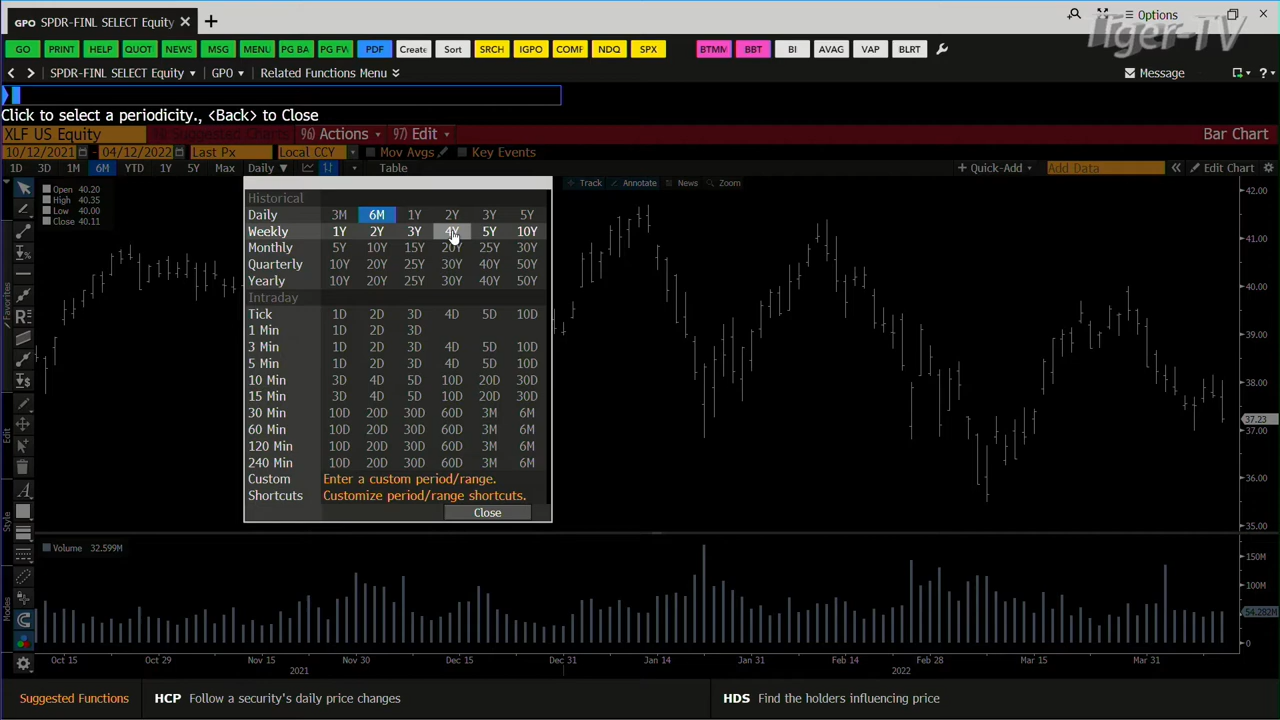 GPO SPDR-FINL SELECT Equity
Options
Tiger-TV
GO PRINT HELP QUOT NEWS MSG MENU PG BA PG FW PDF Create Sort SRCH IGPO COMF NDQ SPX BTMM BBT BI AVAG VAP BLRT
SPDR-FINL SELECT Equity GPO Related Functions Menu Message ?
Click to select a periodicity., <Back> to Close
XLF US Equity Suggested Charts 96) Actions 97) Edit Bar Chart
10/12/2021 - 04/12/2022 Last Px Local CCY Mov Avgs Key Events
1D 3D 1M 6M YTD 1Y 5Y Max Daily Table + Quick-Add Add Data Edit Chart
Track Annotate News Zoom
Open 40.20
High 40.35
Low 40.00
Close 40.11
Historical
Daily 3M 6M 1Y 2Y 3Y 5Y
Weekly 1Y 2Y 3Y 4Y 5Y 10Y
Monthly 5Y 10Y 15Y 20Y 25Y 30Y
Quarterly 10Y 20Y 25Y 30Y 40Y 50Y
Yearly 10Y 20Y 25Y 30Y 40Y 50Y
Intraday
Tick 1D 2D 3D 4D 5D 10D
1 Min 1D 2D 3D
3 Min 1D 2D 3D 4D 5D 10D
5 Min 1D 2D 3D 4D 5D 10D
10 Min 3D 4D 5D 10D 20D 30D
15 Min 3D 4D 5D 10D 20D 30D
30 Min 10D 20D 30D 60D 3M 6M
60 Min 10D 20D 30D 60D 3M 6M
120 Min 10D 20D 30D 60D 3M 6M
240 Min 10D 20D 30D 60D 3M 6M
Custom Enter a custom period/range.
Shortcuts Customize period/range shortcuts.
Close
42.00
41.00
40.00
39.00
38.00
37.23
37.00
36.00
35.00
Favorites
Edit
Style
Modes
Volume 32.599M
150M
100M
54.282M
0
Oct 15 Oct 29 Nov 15 Nov 30 Dec 15 Dec 31 Jan 14 Jan 31 Feb 14 Feb 28 Mar 15 Mar 31
2021 2022
Suggested Functions HCP Follow a security's daily price changes HDS Find the holders influencing price